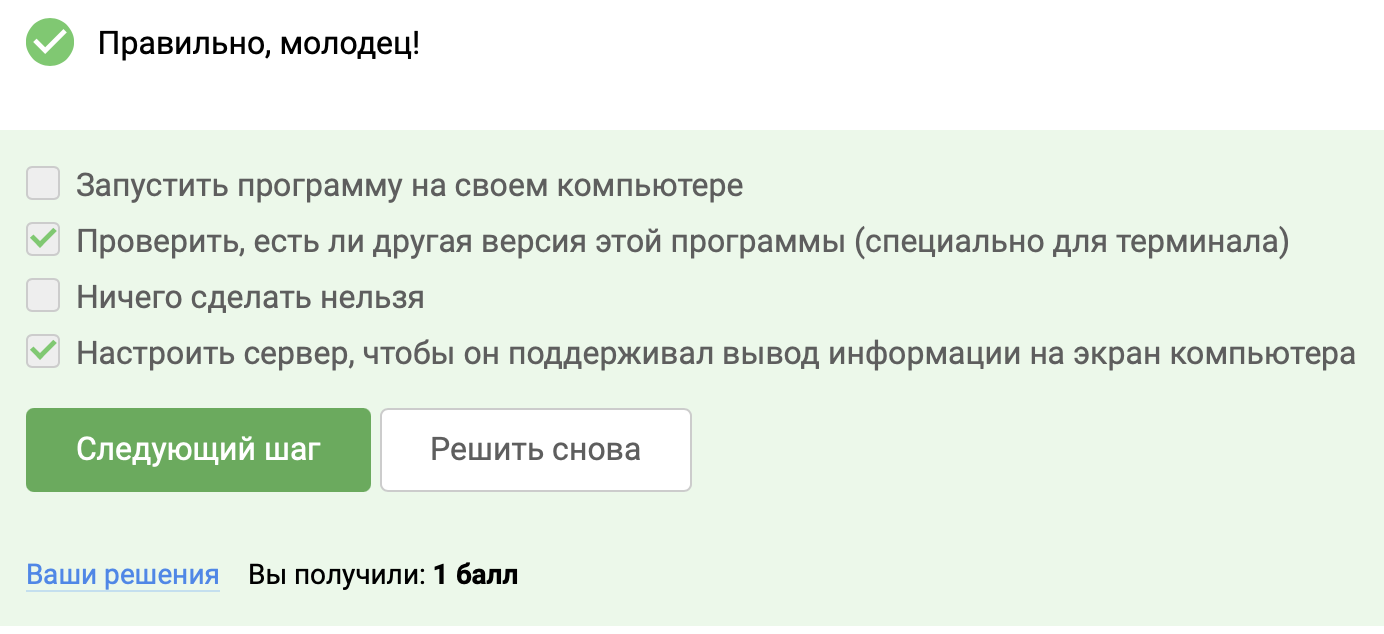 Правильно, молодец!
Запустить программу на своем компьютере
Проверить, есть ли другая версия этой программы (специально для терминала)
Ничего сделать нельзя
Настроить сервер, чтобы он поддерживал вывод информации на экран компьютера
Следующий шаг
Решить снова
Ваши решения Вы получили: 1 балл